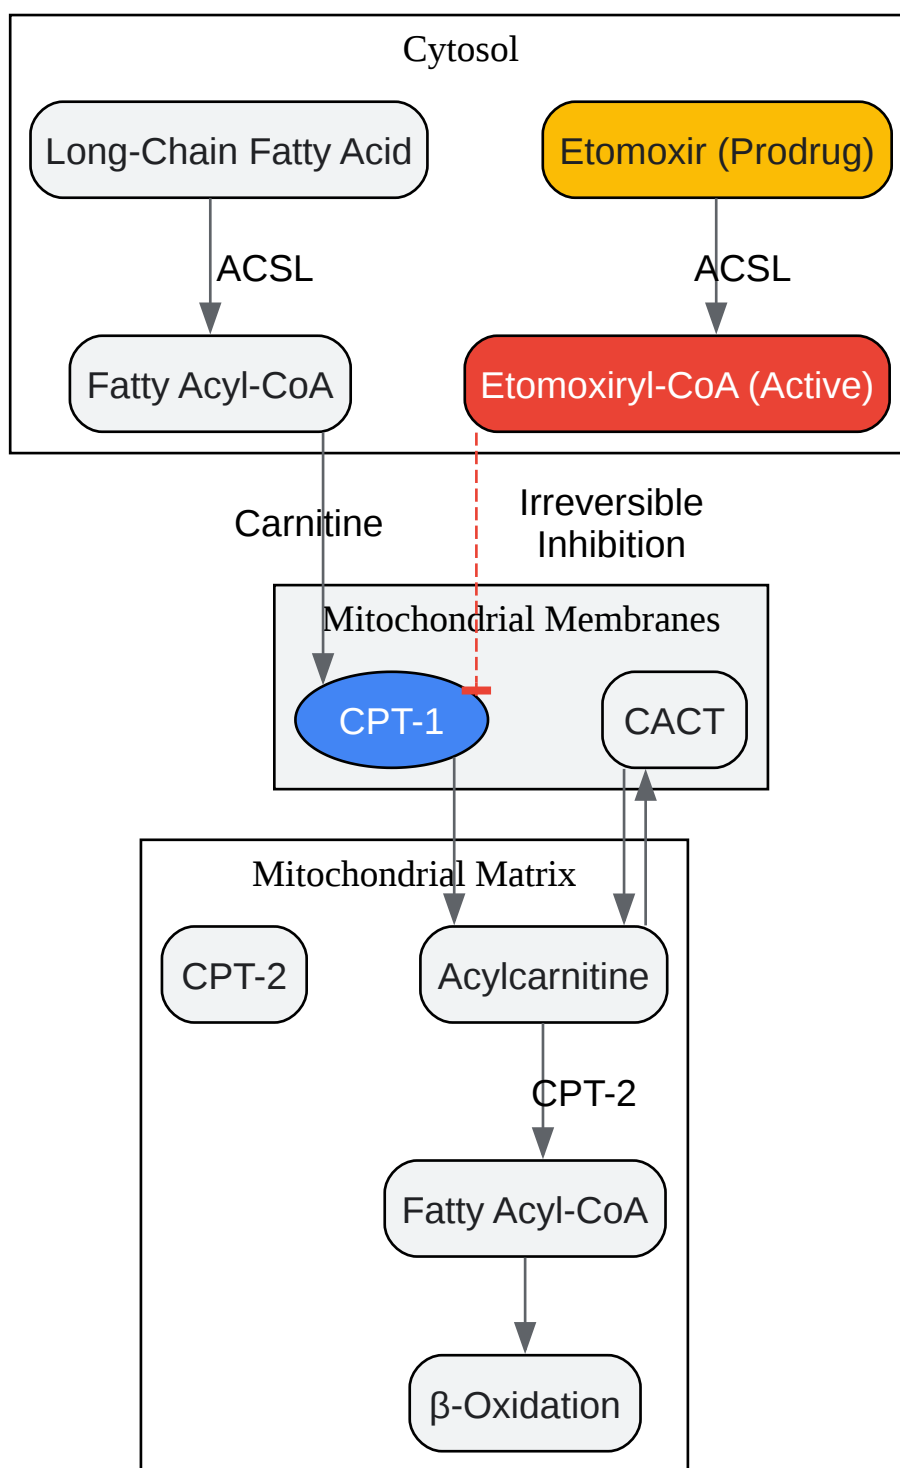 Cytosol
Long-Chain Fatty Acid
Etomoxir (Prodrug)
ACSL
ACSL
Fatty Acyl-CoA
Etomoxiryl-CoA (Active)
Carnitine
Irreversible
Inhibition
Mitochondrial Membranes
CPT-1
CACT
Mitochondrial Matrix
CPT-2
Acylcarnitine
CPT-2
Fatty Acyl-CoA
β-Oxidation